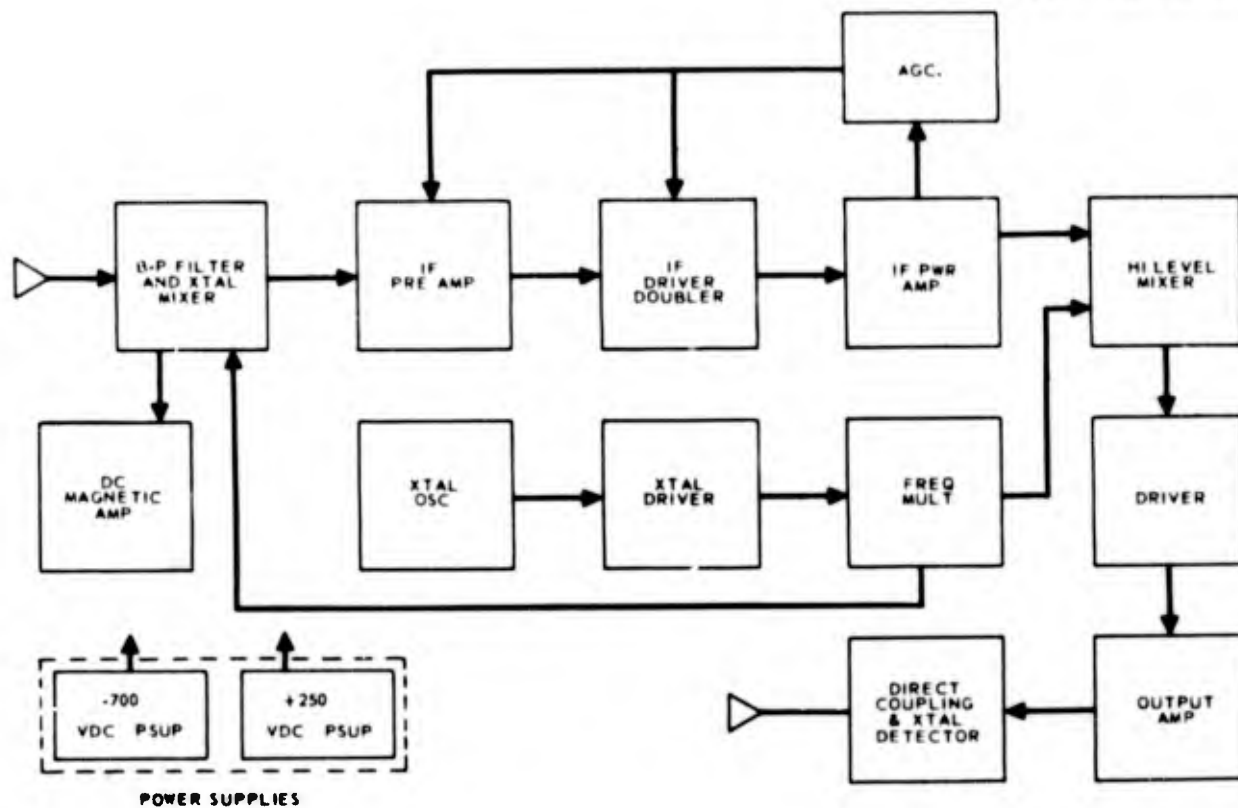 AGC.
B-P FILTER
AND XTAL
MIXER
IF
PRE AMP
IF
DRIVER
DOUBLER
IF PWR
AMP
HI LEVEL
MIXER
DC
MAGNETIC
AMP
XTAL
OSC
XTAL
DRIVER
FREQ
MULT.
DRIVER
-700
VDC PSUP
+250
VDC PSUP
DIRECT
COUPLING
& XTAL
DETECTOR
OUTPUT
AMP
POWER SUPPLIES